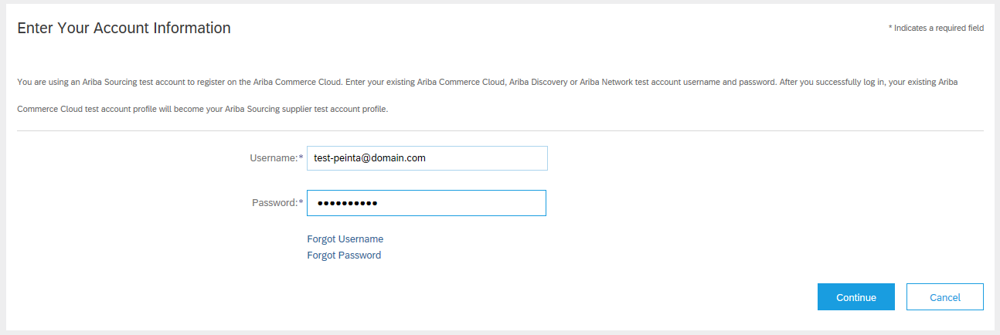 Enter Your Account Information
* Indicates a required field
You are using an Ariba Sourcing test account to register on the Ariba Commerce Cloud. Enter your existing Ariba Commerce Cloud, Ariba Discovery or Ariba Network test account username and password. After you successfully log in, your existing Ariba
Commerce Cloud test account profile will become your Ariba Sourcing supplier test account profile.
Username:* test-peinta@domain.com
Password:* ••••••••••
Forgot Username
Forgot Password
Continue Cancel